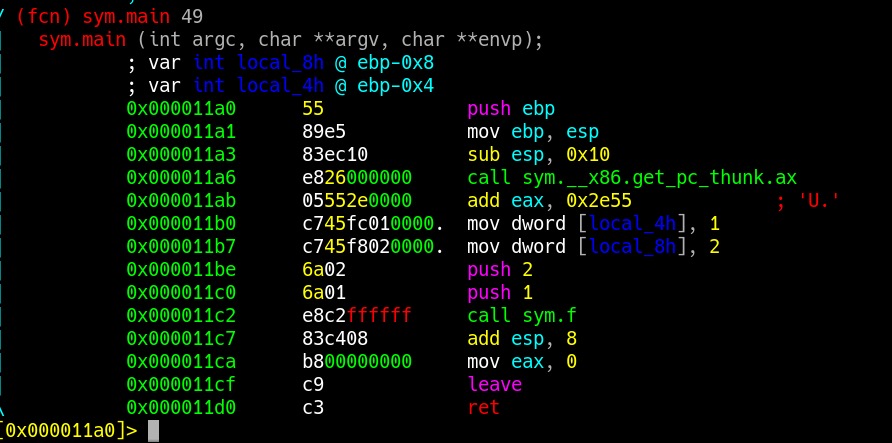 / (fcn) sym.main 49
|   sym.main (int argc, char **argv, char **envp);
|           ; var int local_8h @ ebp-0x8
|           ; var int local_4h @ ebp-0x4
|           0x000011a0      55             push ebp
|           0x000011a1      89e5           mov ebp, esp
|           0x000011a3      83ec10         sub esp, 0x10
|           0x000011a6      e826000000     call sym.__x86.get_pc_thunk.ax
|           0x000011ab      05552e0000     add eax, 0x2e55             ; 'U.'
|           0x000011b0      c745fc010000.  mov dword [local_4h], 1
|           0x000011b7      c745f8020000.  mov dword [local_8h], 2
|           0x000011be      6a02           push 2
|           0x000011c0      6a01           push 1
|           0x000011c2      e8c2ffffff     call sym.f
|           0x000011c7      83c408         add esp, 8
|           0x000011ca      b800000000     mov eax, 0
|           0x000011cf      c9             leave
\           0x000011d0      c3             ret
[0x000011a0]>